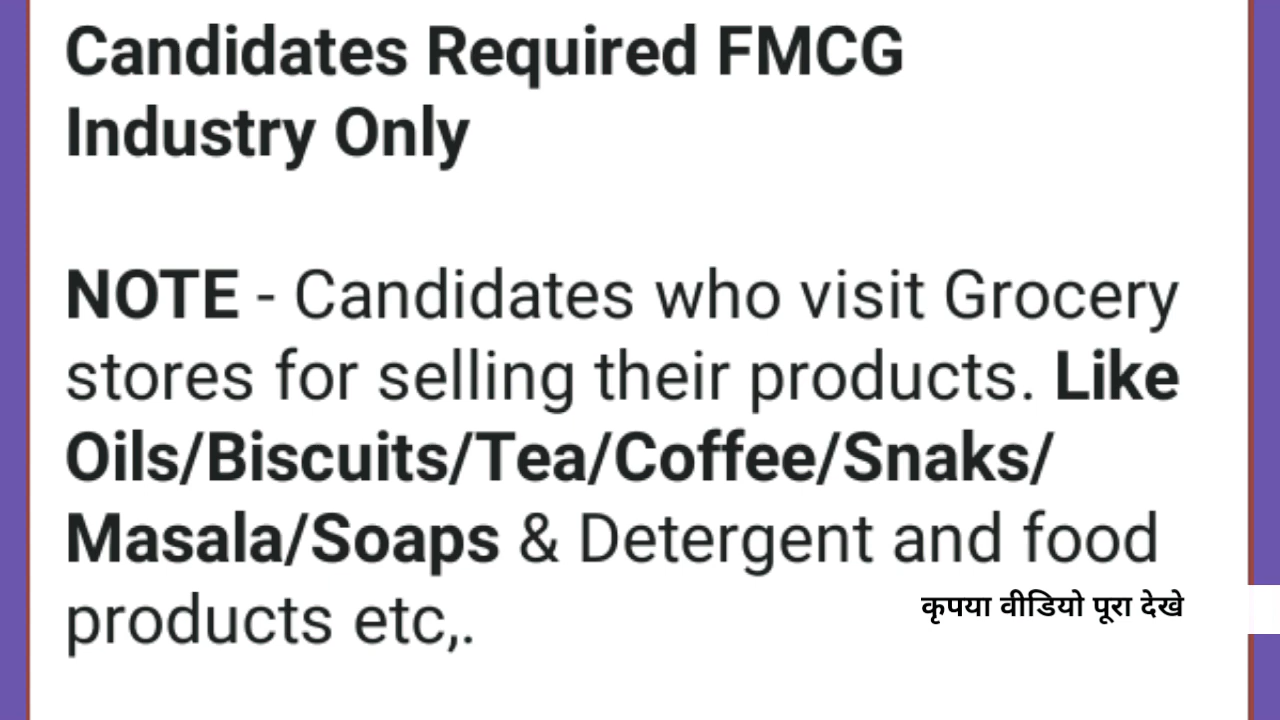 Candidates Required FMCG
Industry Only
NOTE - Candidates who visit Grocery
stores for selling their products. Like
Oils/Biscuits/Tea/Coffee/Snaks/
Masala/Soaps & Detergent and food
products etc,.
कृपया वीडियो पूरा देखे